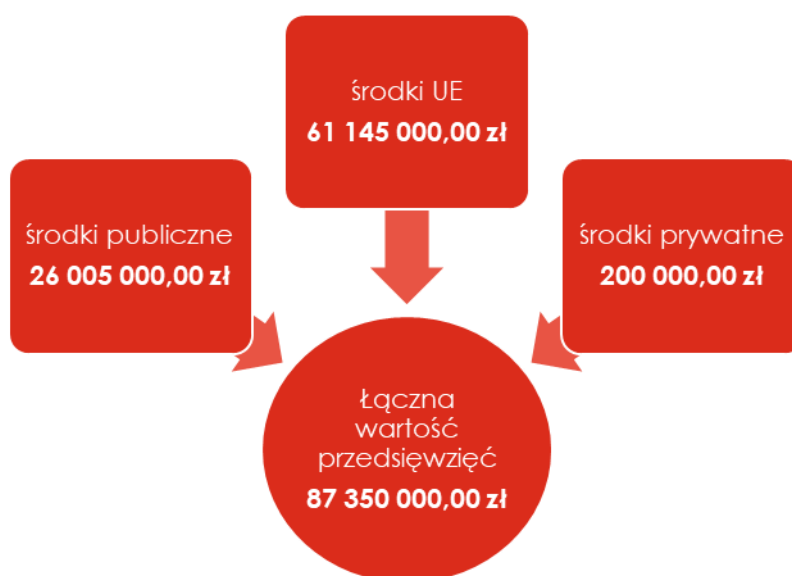 środki UE
61 145 000,00 zł
środki publiczne
26 005 000,00 zł
środki prywatne
200 000,00 zł
Łączna
wartość
przedsięwzięć
87 350 000,00 zł